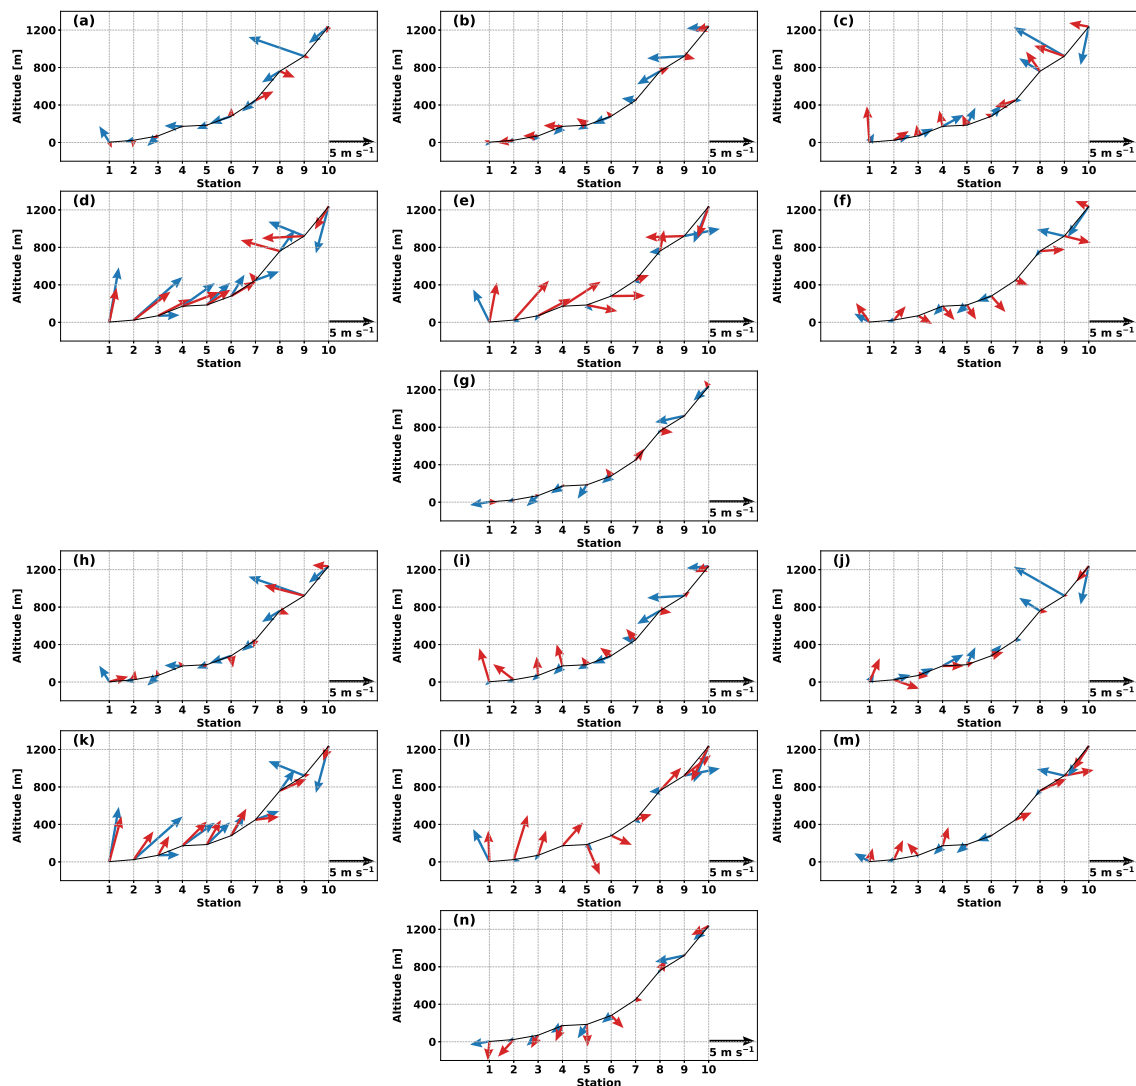 (a)
Altitude [m]
1200
800
400
0
1 2 3 4 5 6 7 8 9 10
Station
5 m s⁻¹
(b)
Altitude [m]
1200
800
400
0
1 2 3 4 5 6 7 8 9 10
Station
5 m s⁻¹
(c)
Altitude [m]
1200
800
400
0
1 2 3 4 5 6 7 8 9 10
Station
5 m s⁻¹
(d)
Altitude [m]
1200
800
400
0
1 2 3 4 5 6 7 8 9 10
Station
5 m s⁻¹
(e)
Altitude [m]
1200
800
400
0
1 2 3 4 5 6 7 8 9 10
Station
5 m s⁻¹
(f)
Altitude [m]
1200
800
400
0
1 2 3 4 5 6 7 8 9 10
Station
5 m s⁻¹
(g)
Altitude [m]
1200
800
400
0
1 2 3 4 5 6 7 8 9 10
Station
5 m s⁻¹
(h)
Altitude [m]
1200
800
400
0
1 2 3 4 5 6 7 8 9 10
Station
5 m s⁻¹
(i)
Altitude [m]
1200
800
400
0
1 2 3 4 5 6 7 8 9 10
Station
5 m s⁻¹
(j)
Altitude [m]
1200
800
400
0
1 2 3 4 5 6 7 8 9 10
Station
5 m s⁻¹
(k)
Altitude [m]
1200
800
400
0
1 2 3 4 5 6 7 8 9 10
Station
5 m s⁻¹
(l)
Altitude [m]
1200
800
400
0
1 2 3 4 5 6 7 8 9 10
Station
5 m s⁻¹
(m)
Altitude [m]
1200
800
400
0
1 2 3 4 5 6 7 8 9 10
Station
5 m s⁻¹
(n)
Altitude [m]
1200
800
400
0
1 2 3 4 5 6 7 8 9 10
Station
5 m s⁻¹